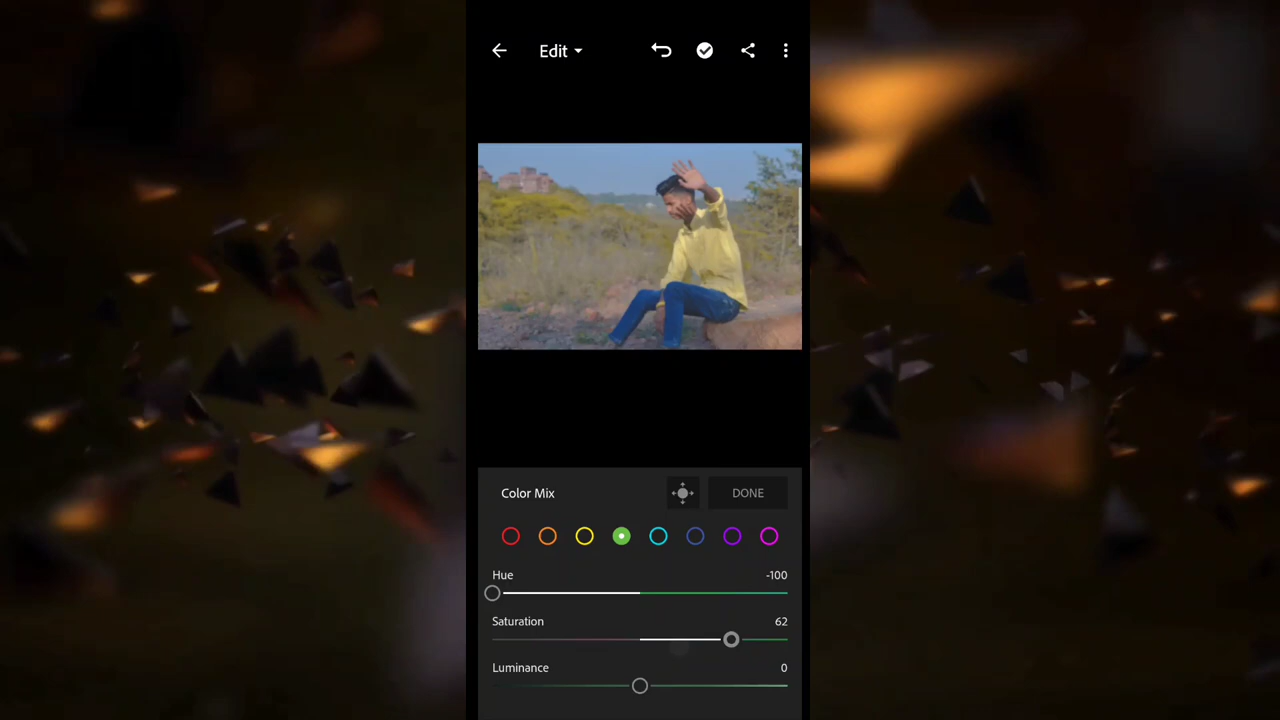 Edit
Color Mix
DONE
Hue
-100
Saturation
62
Luminance
0